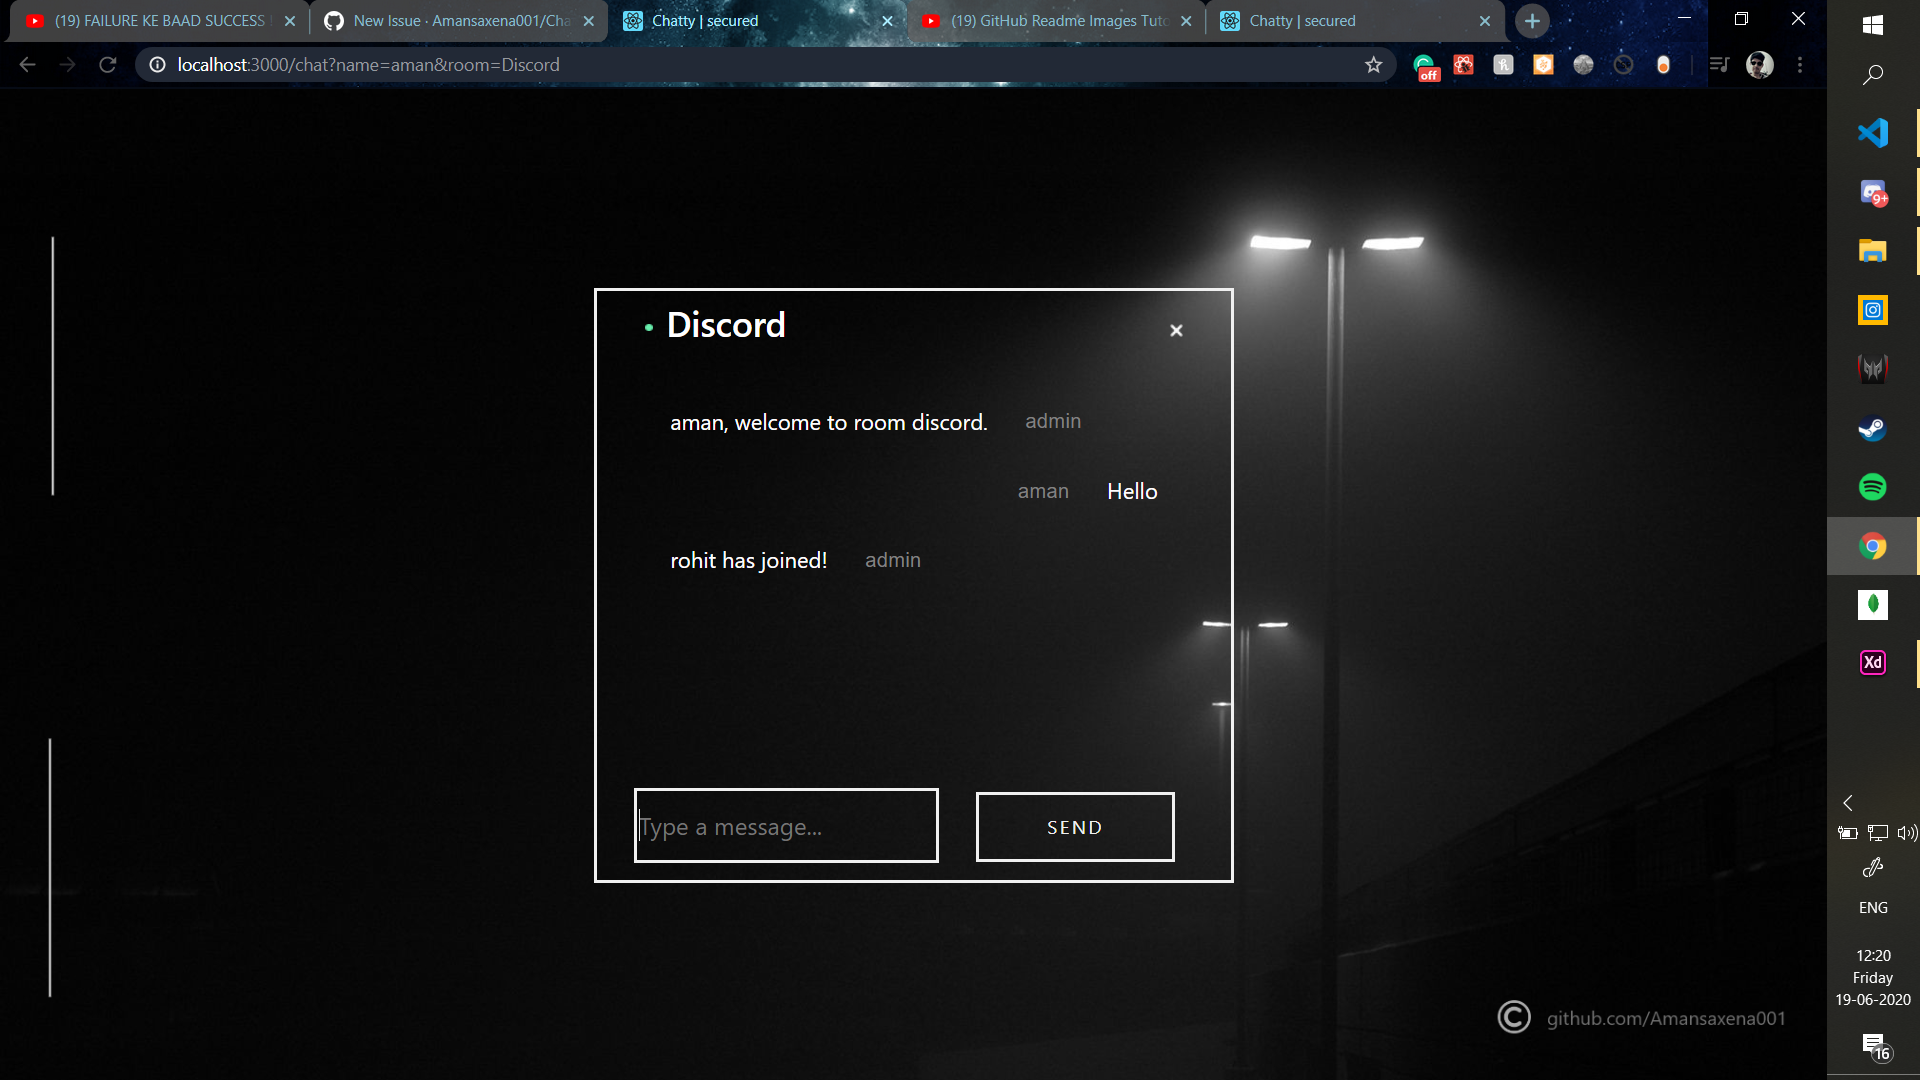 (19) FAILURE KE BAAD SUCCESS
New Issue · Amansaxena001/Cha
Chatty | secured
(19) GitHub Readme Images Tuto
Chatty | secured
localhost:3000/chat?name=aman&room=Discord
off
Discord
aman, welcome to room discord. admin
aman Hello
rohit has joined! admin
Type a message...
SEND
© github.com/Amansaxena001
9+
Xd
ENG
12:20
Friday
19-06-2020
16